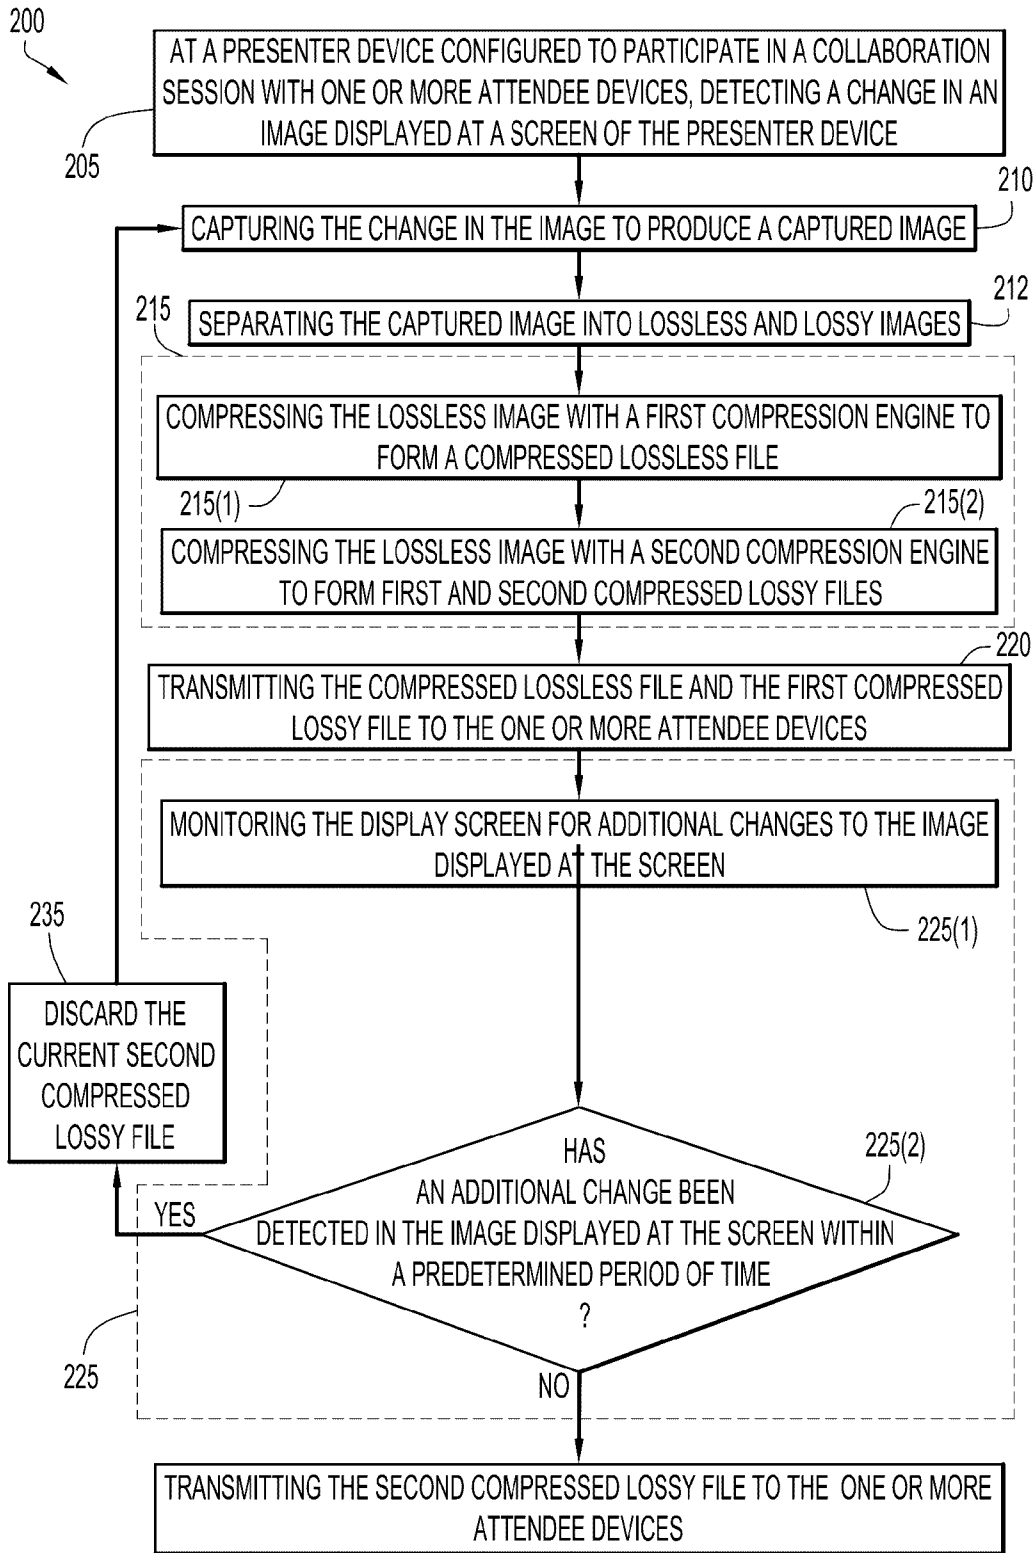 200
AT A PRESENTER DEVICE CONFIGURED TO PARTICIPATE IN A COLLABORATION
SESSION WITH ONE OR MORE ATTENDEE DEVICES, DETECTING A CHANGE IN AN
IMAGE DISPLAYED AT A SCREEN OF THE PRESENTER DEVICE
205
210
CAPTURING THE CHANGE IN THE IMAGE TO PRODUCE A CAPTURED IMAGE
215
212
SEPARATING THE CAPTURED IMAGE INTO LOSSLESS AND LOSSY IMAGES
COMPRESSING THE LOSSLESS IMAGE WITH A FIRST COMPRESSION ENGINE TO
FORM A COMPRESSED LOSSLESS FILE
215(1)
215(2)
COMPRESSING THE LOSSLESS IMAGE WITH A SECOND COMPRESSION ENGINE
TO FORM FIRST AND SECOND COMPRESSED LOSSY FILES
220
TRANSMITTING THE COMPRESSED LOSSLESS FILE AND THE FIRST COMPRESSED
LOSSY FILE TO THE ONE OR MORE ATTENDEE DEVICES
MONITORING THE DISPLAY SCREEN FOR ADDITIONAL CHANGES TO THE IMAGE
DISPLAYED AT THE SCREEN
225(1)
235
DISCARD THE
CURRENT SECOND
COMPRESSED
LOSSY FILE
HAS
AN ADDITIONAL CHANGE BEEN
DETECTED IN THE IMAGE DISPLAYED AT THE SCREEN WITHIN
A PREDETERMINED PERIOD OF TIME
?
225(2)
YES
225
NO
TRANSMITTING THE SECOND COMPRESSED LOSSY FILE TO THE ONE OR MORE
ATTENDEE DEVICES